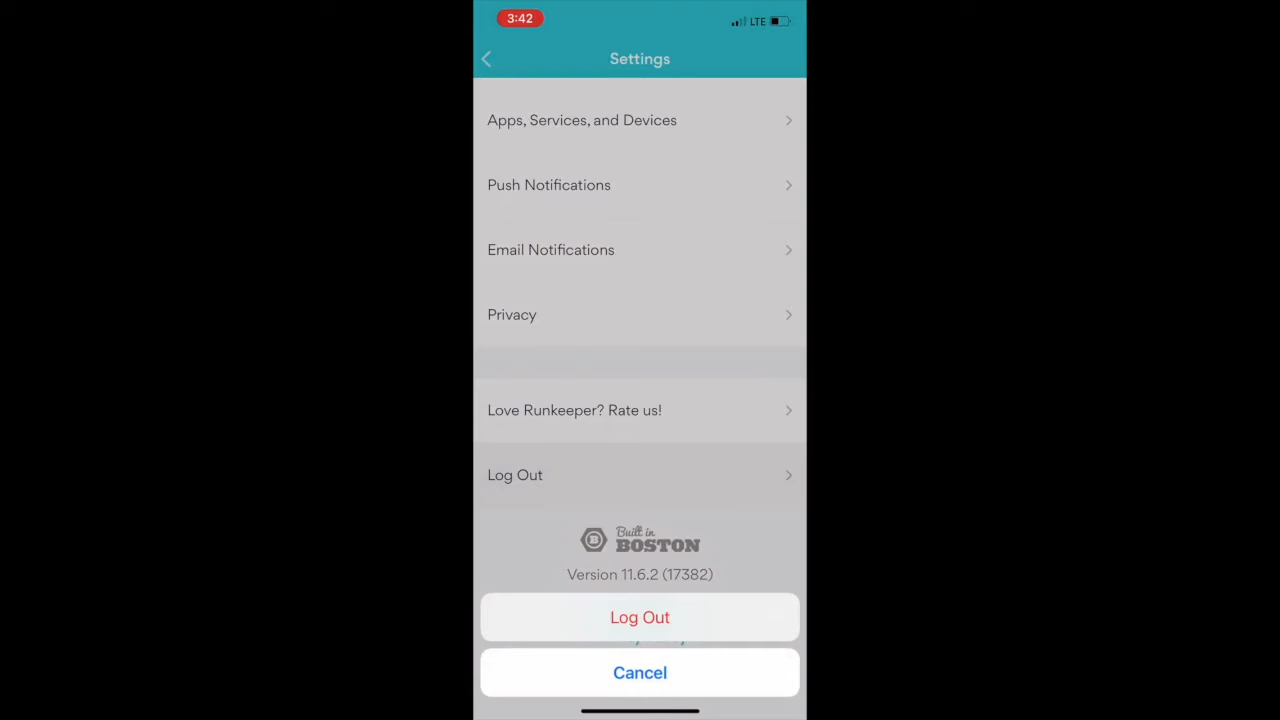 3:42
LTE
Settings
Apps, Services, and Devices
Push Notifications
Email Notifications
Privacy
Love Runkeeper? Rate us!
Log Out
Built in
BOSTON
Version 11.6.2 (17382)
Log Out
Cancel